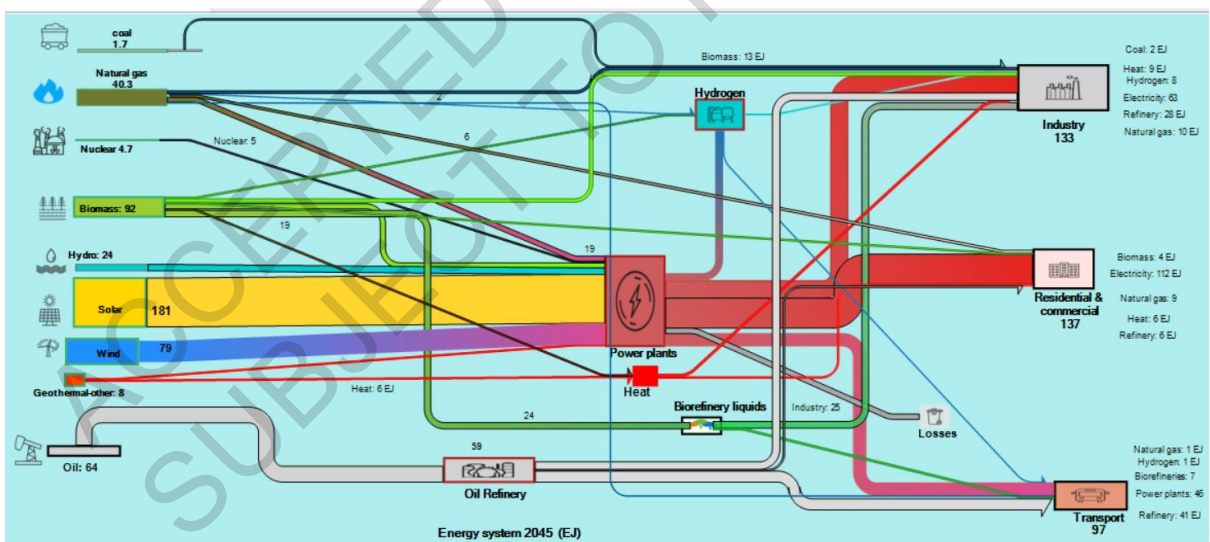 coal
1.7
Natural gas
40.3
Nuclear 4.7
Biomass: 92
Hydro: 24
Solar
181
Wind
79
Geothermal-other: 8
Oil: 64
Nuclear: 5
19
19
2
6
Biomass: 13 EJ
Hydrogen
Power plants
Heat
Heat: 6 EJ
Biorefinery liquids
24
Industry: 25
59
Oil Refinery
Losses
Industry
133
Coal: 2 EJ
Heat: 9 EJ
Hydrogen: 8
Electricity: 63
Refinery: 28 EJ
Natural gas: 10 EJ
Residential &
commercial
137
Biomass: 4 EJ
Electricity: 112 EJ
Natural gas: 9
Heat: 6 EJ
Refinery: 6 EJ
Transport
97
Natural gas: 1 EJ
Hydrogen: 1 EJ
Biorefineries: 7
Power plants: 46
Refinery: 41 EJ
Energy system 2045 (EJ)
ACCEPTED
SUBJECT TO